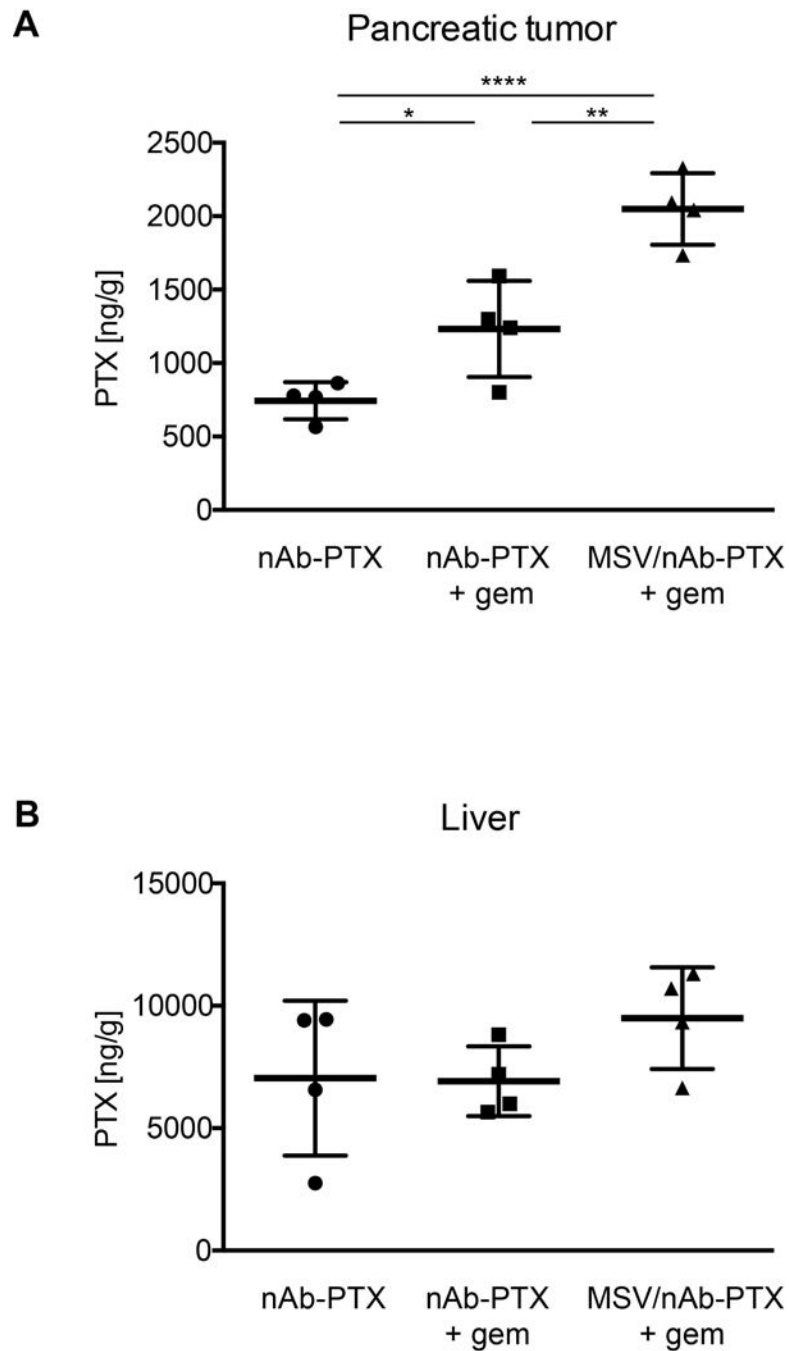 A
Pancreatic tumor
****
* **
2500
2000
1500
1000
500
0
PTX [ng/g]
nAb-PTX nAb-PTX MSV/nAb-PTX
+ gem + gem
B
Liver
15000
10000
5000
0
PTX [ng/g]
nAb-PTX nAb-PTX MSV/nAb-PTX
+ gem + gem